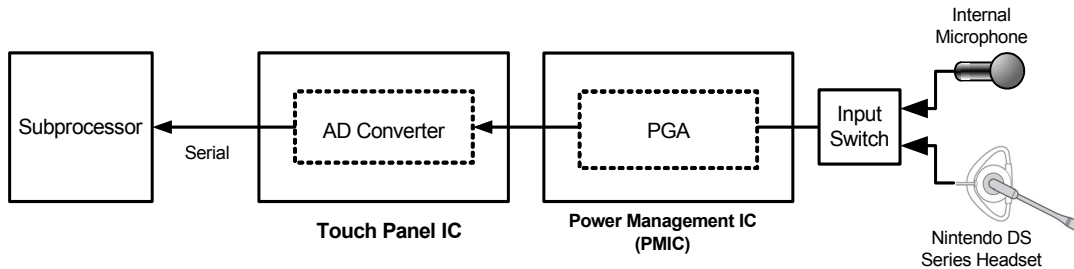 Internal
Microphone
Subprocessor
Serial
AD Converter
Touch Panel IC
PGA
Power Management IC
(PMIC)
Input
Switch
Nintendo DS
Series Headset